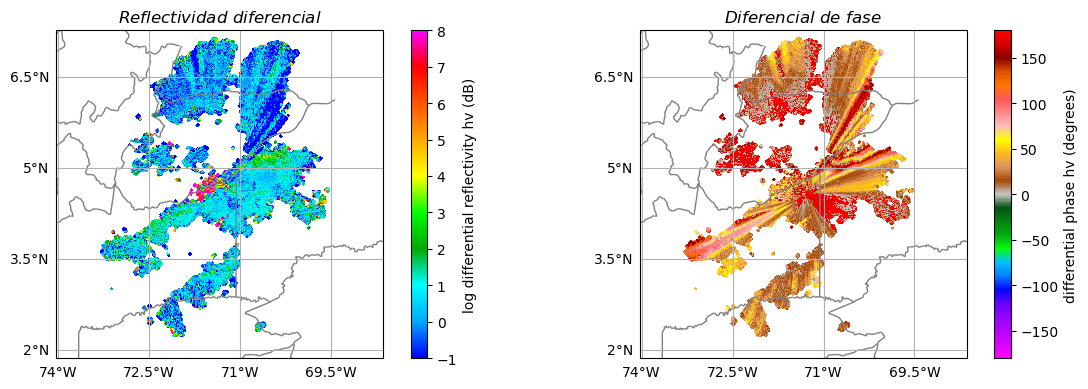 Reflectividad diferencial
6.5°N
5°N
3.5°N
2°N
74°W
72.5°W
71°W
69.5°W
8
7
6
5
4
3
2
1
0
−1
log differential reflectivity hv (dB)
Diferencial de fase
6.5°N
5°N
3.5°N
2°N
74°W
72.5°W
71°W
69.5°W
150
100
50
0
−50
−100
−150
differential phase hv (degrees)